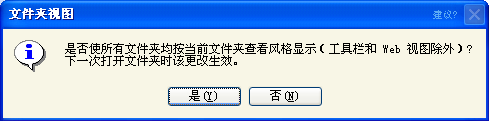 文件夹视图
建议?
是否使所有文件夹均按当前文件夹查看风格显示(工具栏和 Web 视图除外)?
下一次打开文件夹时该更改生效。
是(Y) 否(N)